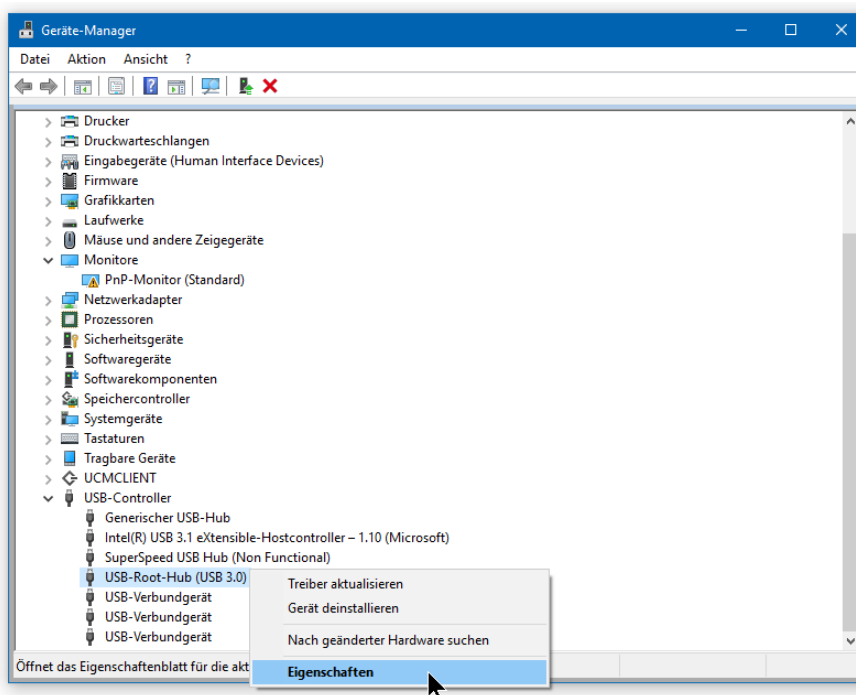 Geräte-Manager
Datei Aktion Ansicht ?
Drucker
Druckwarteschlangen
Eingabegeräte (Human Interface Devices)
Firmware
Grafikkarten
Laufwerke
Mäuse und andere Zeigegeräte
Monitore
PnP-Monitor (Standard)
Netzwerkadapter
Prozessoren
Sicherheitsgeräte
Softwaregeräte
Softwarekomponenten
Speichercontroller
Systemgeräte
Tastaturen
Tragbare Geräte
UCMCLIENT
USB-Controller
Generischer USB-Hub
Intel(R) USB 3.1 eXtensible-Hostcontroller – 1.10 (Microsoft)
SuperSpeed USB Hub (Non Functional)
USB-Root-Hub (USB 3.0)
USB-Verbundgerät
USB-Verbundgerät
USB-Verbundgerät
Treiber aktualisieren
Gerät deinstallieren
Nach geänderter Hardware suchen
Eigenschaften
Öffnet das Eigenschaftenblatt für die akt